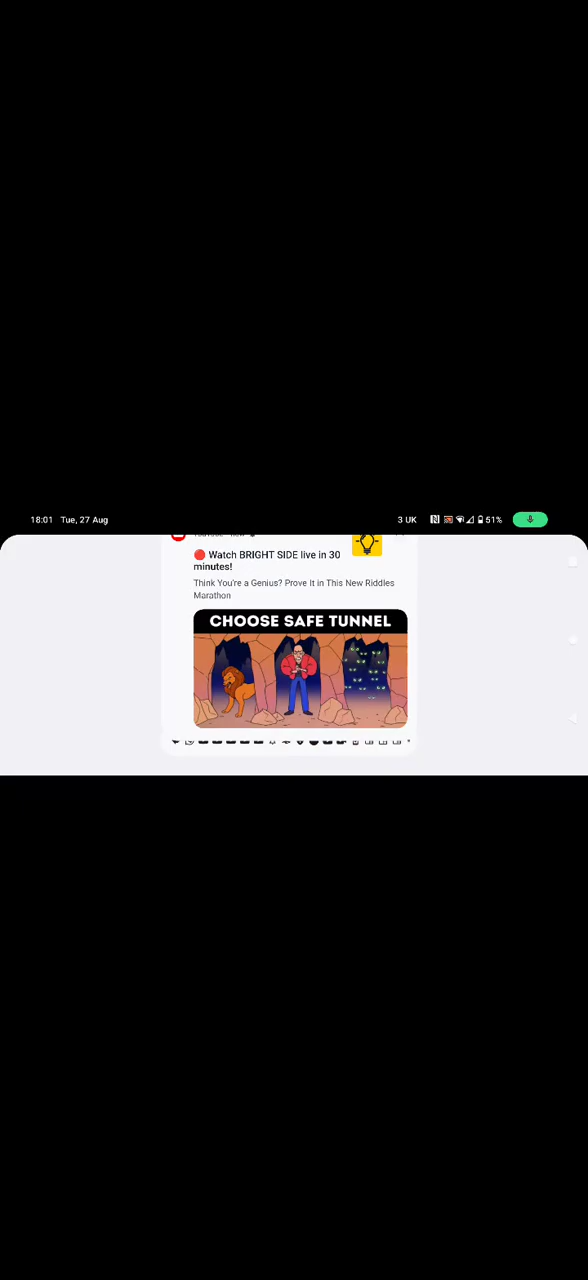 18:01 Tue, 27 Aug 3 UK 51%
🔴 Watch BRIGHT SIDE live in 30
minutes!
Think You're a Genius? Prove It in This New Riddles
Marathon
CHOOSE SAFE TUNNEL